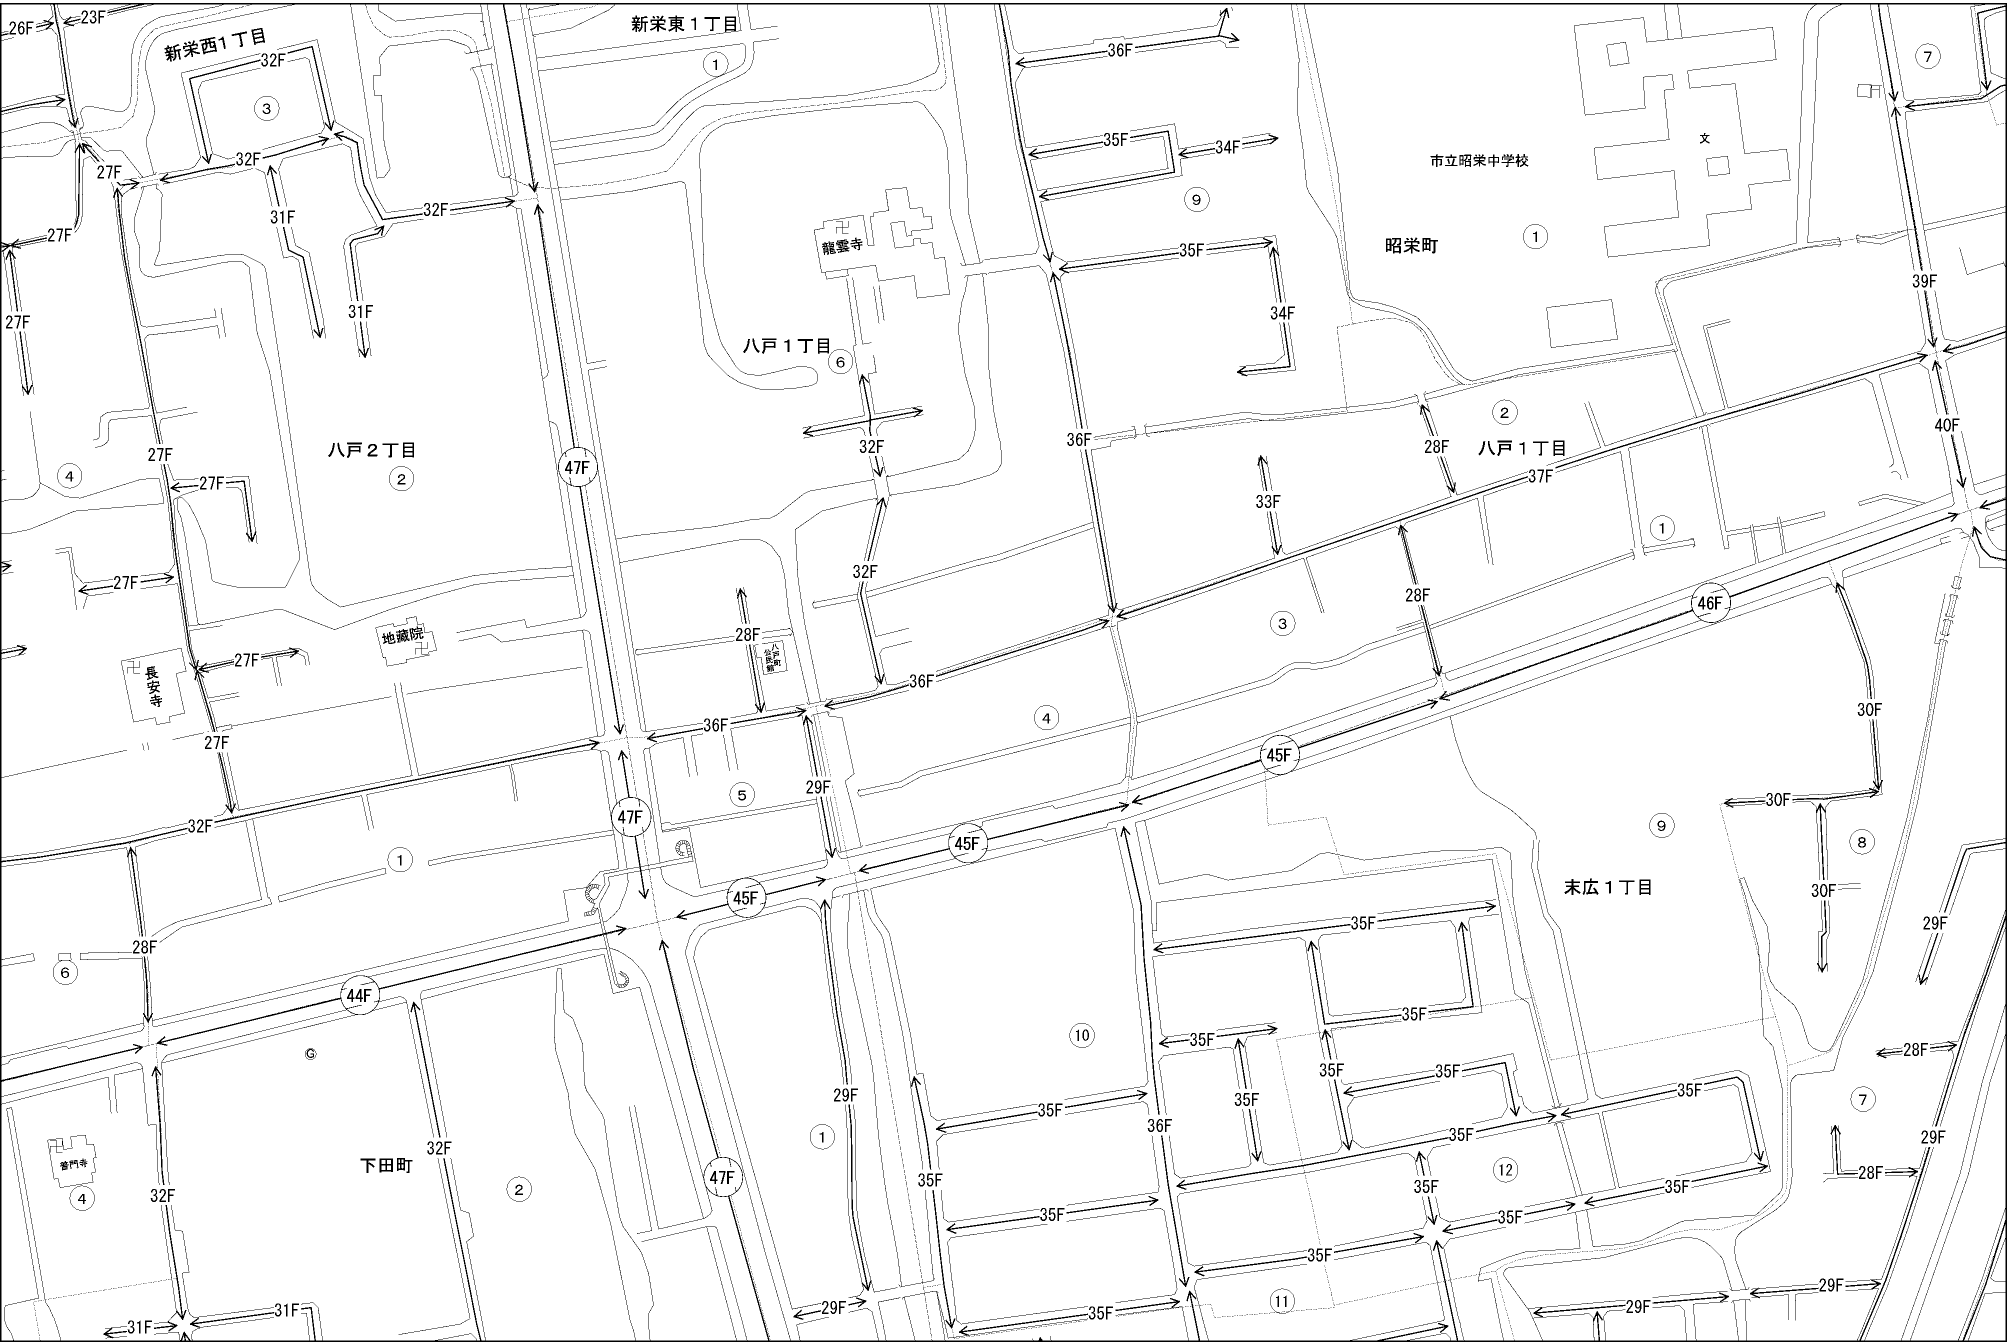 26F
23F
新栄西1丁目
32F
③
新栄東１丁目
①
36F
⑦
35F
34F
文
市立昭栄中学校
27F
32F
31F
32F
27F
⑨
龍雲寺
昭栄町
①
35F
39F
27F
31F
34F
八戸１丁目
⑥
②
28F
八戸１丁目
40F
八戸２丁目
27F
④
②
27F
47F
32F
36F
37F
33F
①
27F
32F
28F
46F
地蔵院
28F
八戸町
公民館
③
27F
長安寺
36F
④
30F
27F
36F
45F
29F
⑤
47F
30F
32F
①
45F
⑨
⑧
末広１丁目
30F
45F
35F
29F
28F
⑥
44F
35F
⑩
35F
28F
G
35F
35F
35F
35F
29F
35F
⑦
36F
35F
29F
①
32F
普門寺
④
下田町
②
47F
35F
⑫
35F
35F
28F
32F
35F
35F
35F
29F
31F
31F
29F
35F
⑪
29F